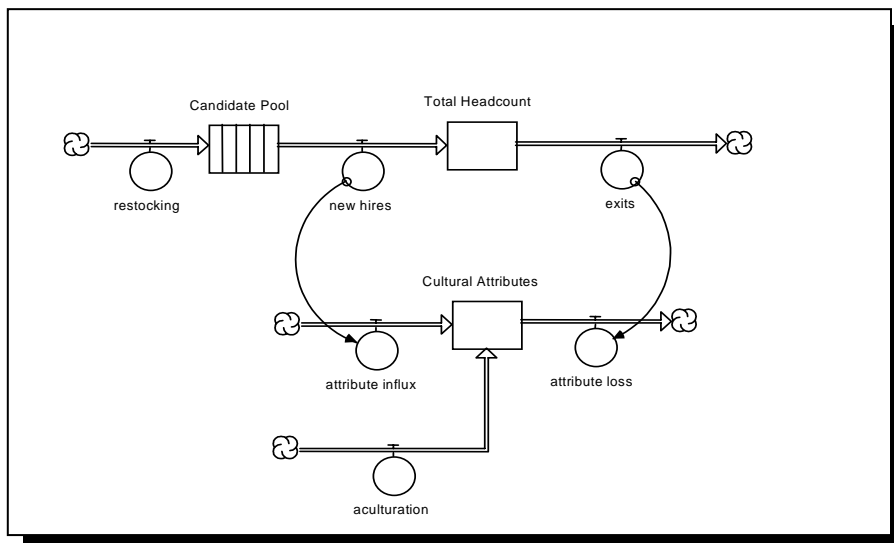 Candidate Pool
Total Headcount
restocking
new hires
exits
Cultural Attributes
attribute influx
attribute loss
aculturation